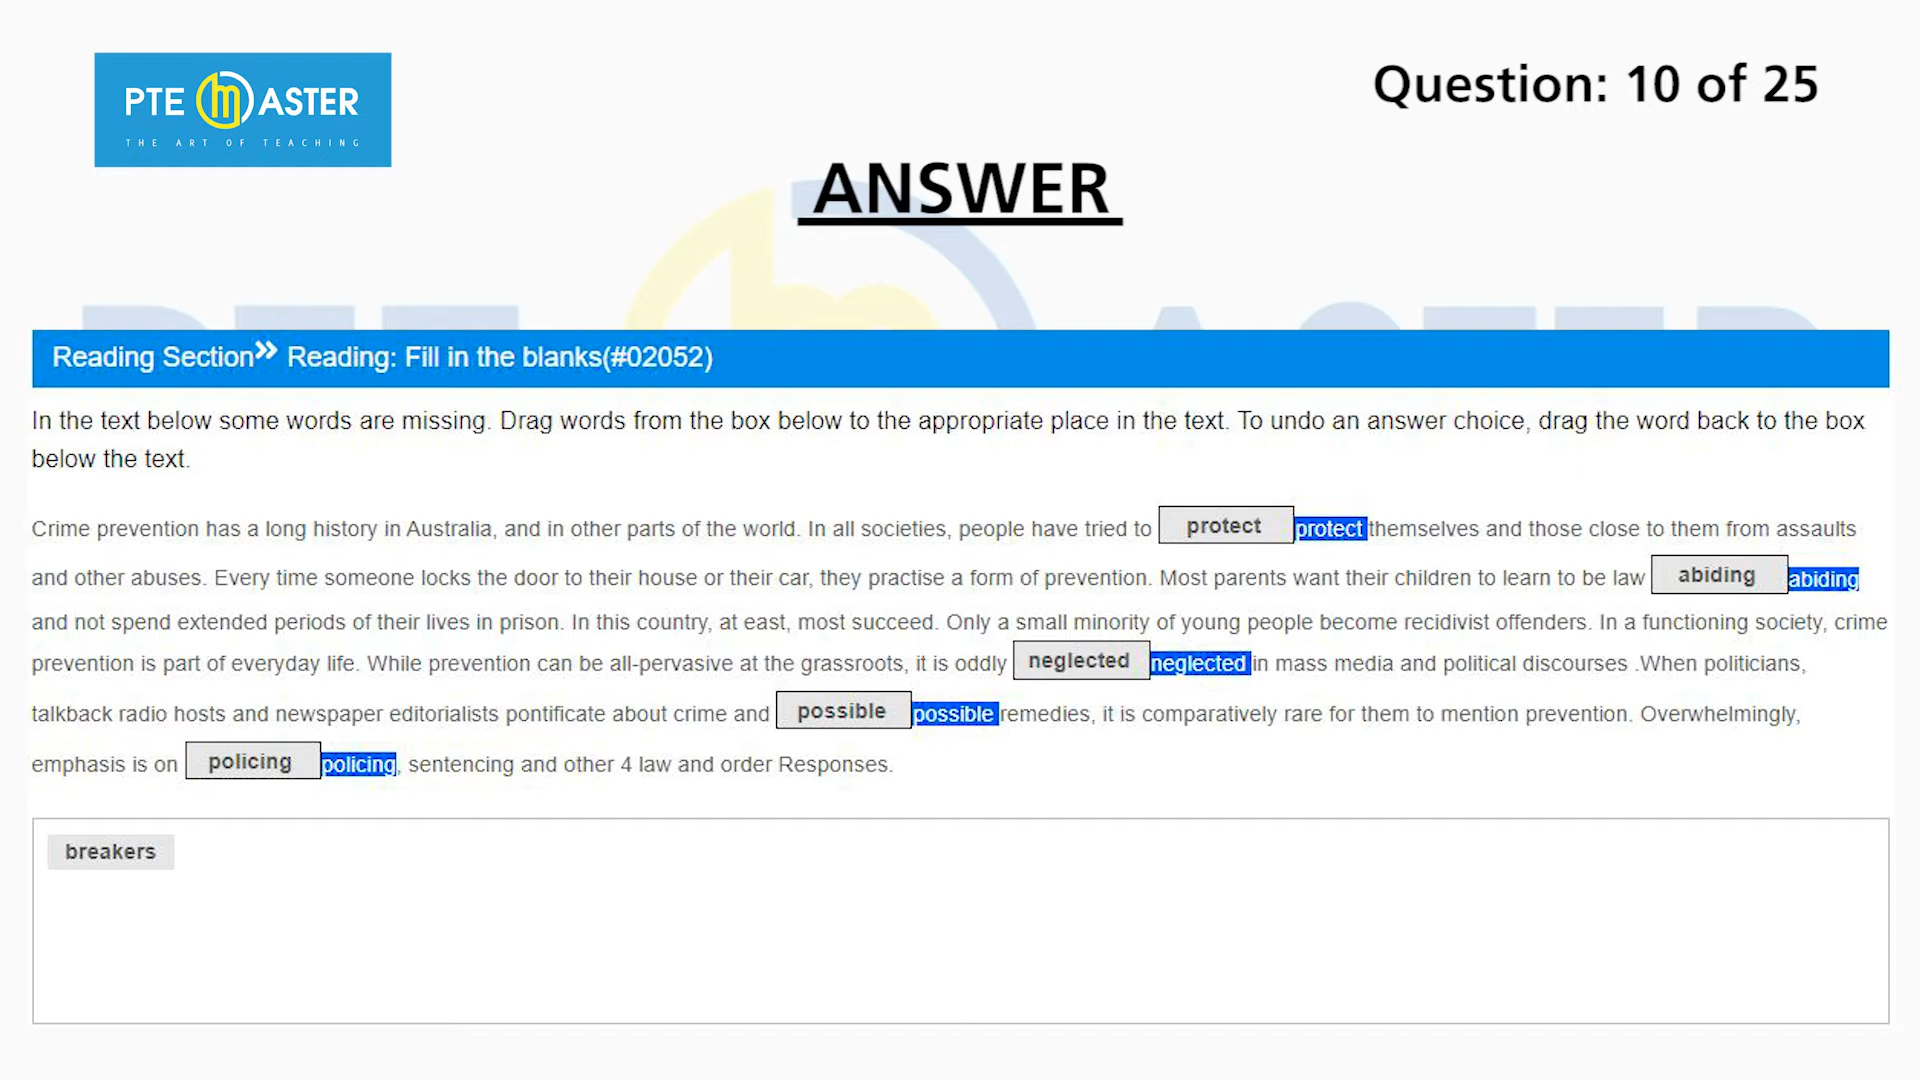 PTE MASTER
THE ART OF TEACHING
Question: 10 of 25
ANSWER
Reading Section» Reading: Fill in the blanks(#02052)
In the text below some words are missing. Drag words from the box below to the appropriate place in the text. To undo an answer choice, drag the word back to the box
below the text.
Crime prevention has a long history in Australia, and in other parts of the world. In all societies, people have tried to protect protect themselves and those close to them from assaults
and other abuses. Every time someone locks the door to their house or their car, they practise a form of prevention. Most parents want their children to learn to be law abiding abiding
and not spend extended periods of their lives in prison. In this country, at east, most succeed. Only a small minority of young people become recidivist offenders. In a functioning society, crime
prevention is part of everyday life. While prevention can be all-pervasive at the grassroots, it is oddly neglected neglected in mass media and political discourses .When politicians,
talkback radio hosts and newspaper editorialists pontificate about crime and possible possible remedies, it is comparatively rare for them to mention prevention. Overwhelmingly,
emphasis is on policing policing, sentencing and other 4 law and order Responses.
breakers